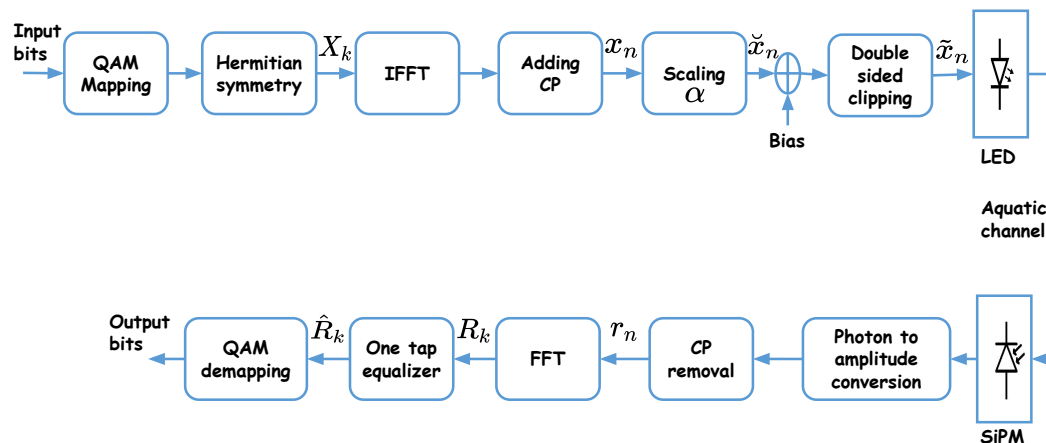 Input
bits
QAM
Mapping
Hermitian
symmetry
X_k
IFFT
Adding
CP
x_n
Scaling
α
x̆_n
Bias
Double
sided
clipping
x̃_n
LED
Aquatic
channel
Output
bits
QAM
demapping
R̂_k
One tap
equalizer
R_k
FFT
r_n
CP
removal
Photon to
amplitude
conversion
SiPM